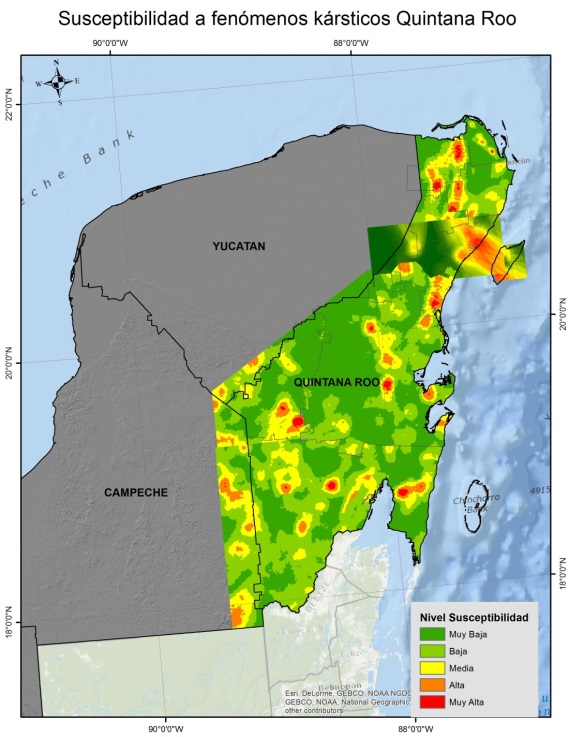 Susceptibilidad a fenómenos kársticos Quintana Roo
90°0'0"W 88°0'0"W
N
W E
S
22°0'0"N
eche Bank
YUCATAN
20°0'0"N
20°0'0"N
QUINTANA ROO
CAMPECHE
Chinchorro
Bank
4915
18°0'0"N
18°0'0"N
Nivel Susceptibilidad
Muy Baja
Baja
Media
Alta
Muy Alta
Belmopan
Esri, DeLorme, GEBCO, NOAA NGDC
GEBCO, NOAA, National Geographic,
other contributors
90°0'0"W 88°0'0"W